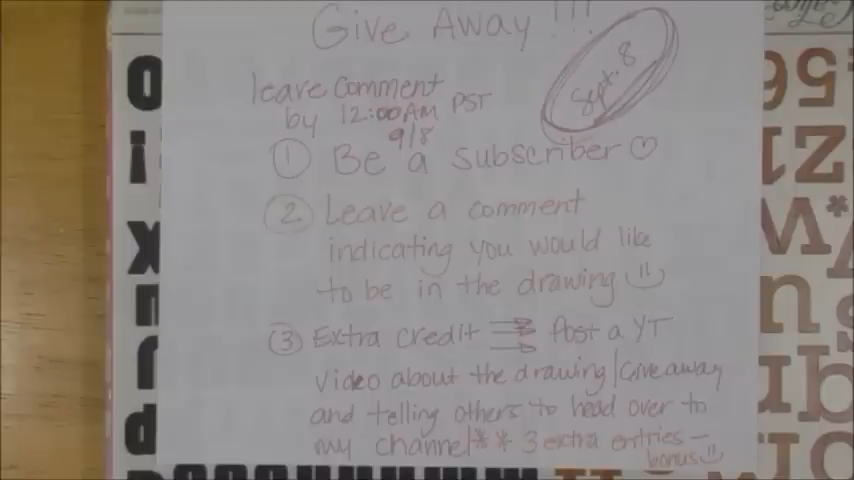 Give Away!!!
Sept. 8
leave comment
by 12:00AM PST
9/8
1 Be a subscriber♡
2 Leave a comment
indicating you would like
to be in the drawing
3 Extra credit → Post a YT
video about the drawing/Give away
and telling others to head over to
my channel** 3 extra entries -
bonus